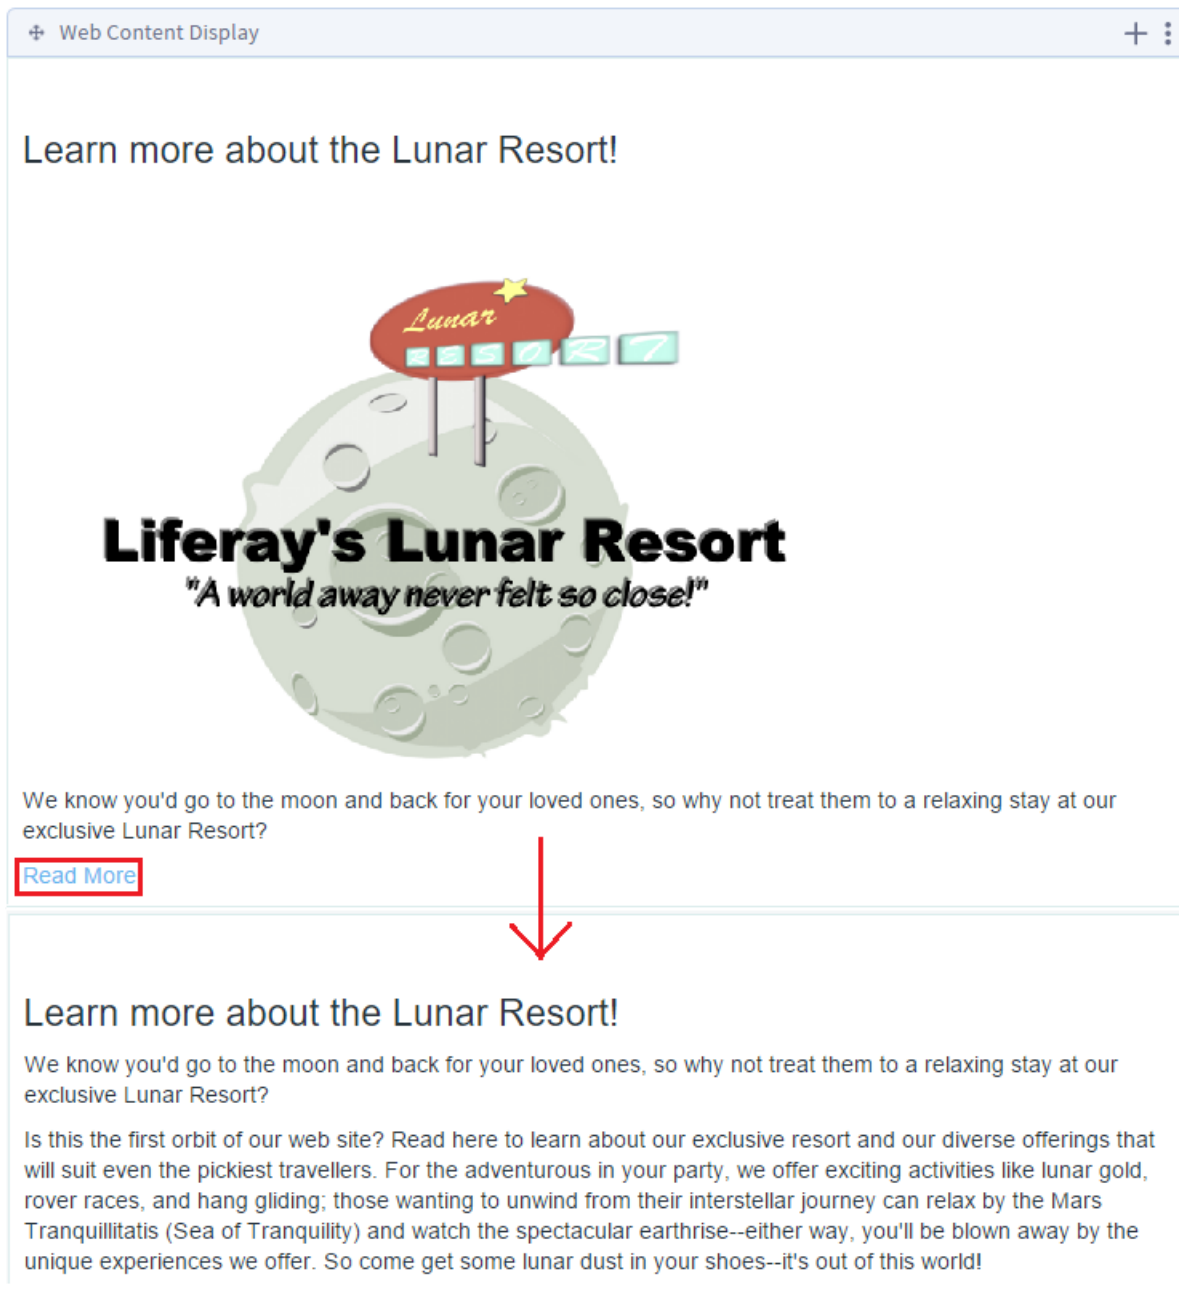 Web Content Display
Learn more about the Lunar Resort!
Lunar
RESORT
Liferay's Lunar Resort
"A world away never felt so close!"
We know you'd go to the moon and back for your loved ones, so why not treat them to a relaxing stay at our
exclusive Lunar Resort?
Read More
Learn more about the Lunar Resort!
We know you'd go to the moon and back for your loved ones, so why not treat them to a relaxing stay at our
exclusive Lunar Resort?
Is this the first orbit of our web site? Read here to learn about our exclusive resort and our diverse offerings that
will suit even the pickiest travellers. For the adventurous in your party, we offer exciting activities like lunar gold,
rover races, and hang gliding; those wanting to unwind from their interstellar journey can relax by the Mars
Tranquillitatis (Sea of Tranquility) and watch the spectacular earthrise--either way, you'll be blown away by the
unique experiences we offer. So come get some lunar dust in your shoes--it's out of this world!